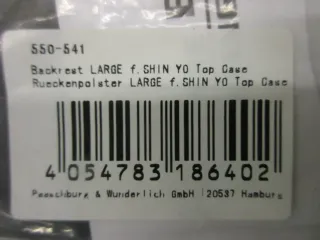 550-541
Backrest LARGE f.SHIN YO Top Case
Rueckenpolster LARGE f.SHIN YO Top Case
4 054783 186402
Paaschburg & Wunderlich GmbH |20537 Hamburg